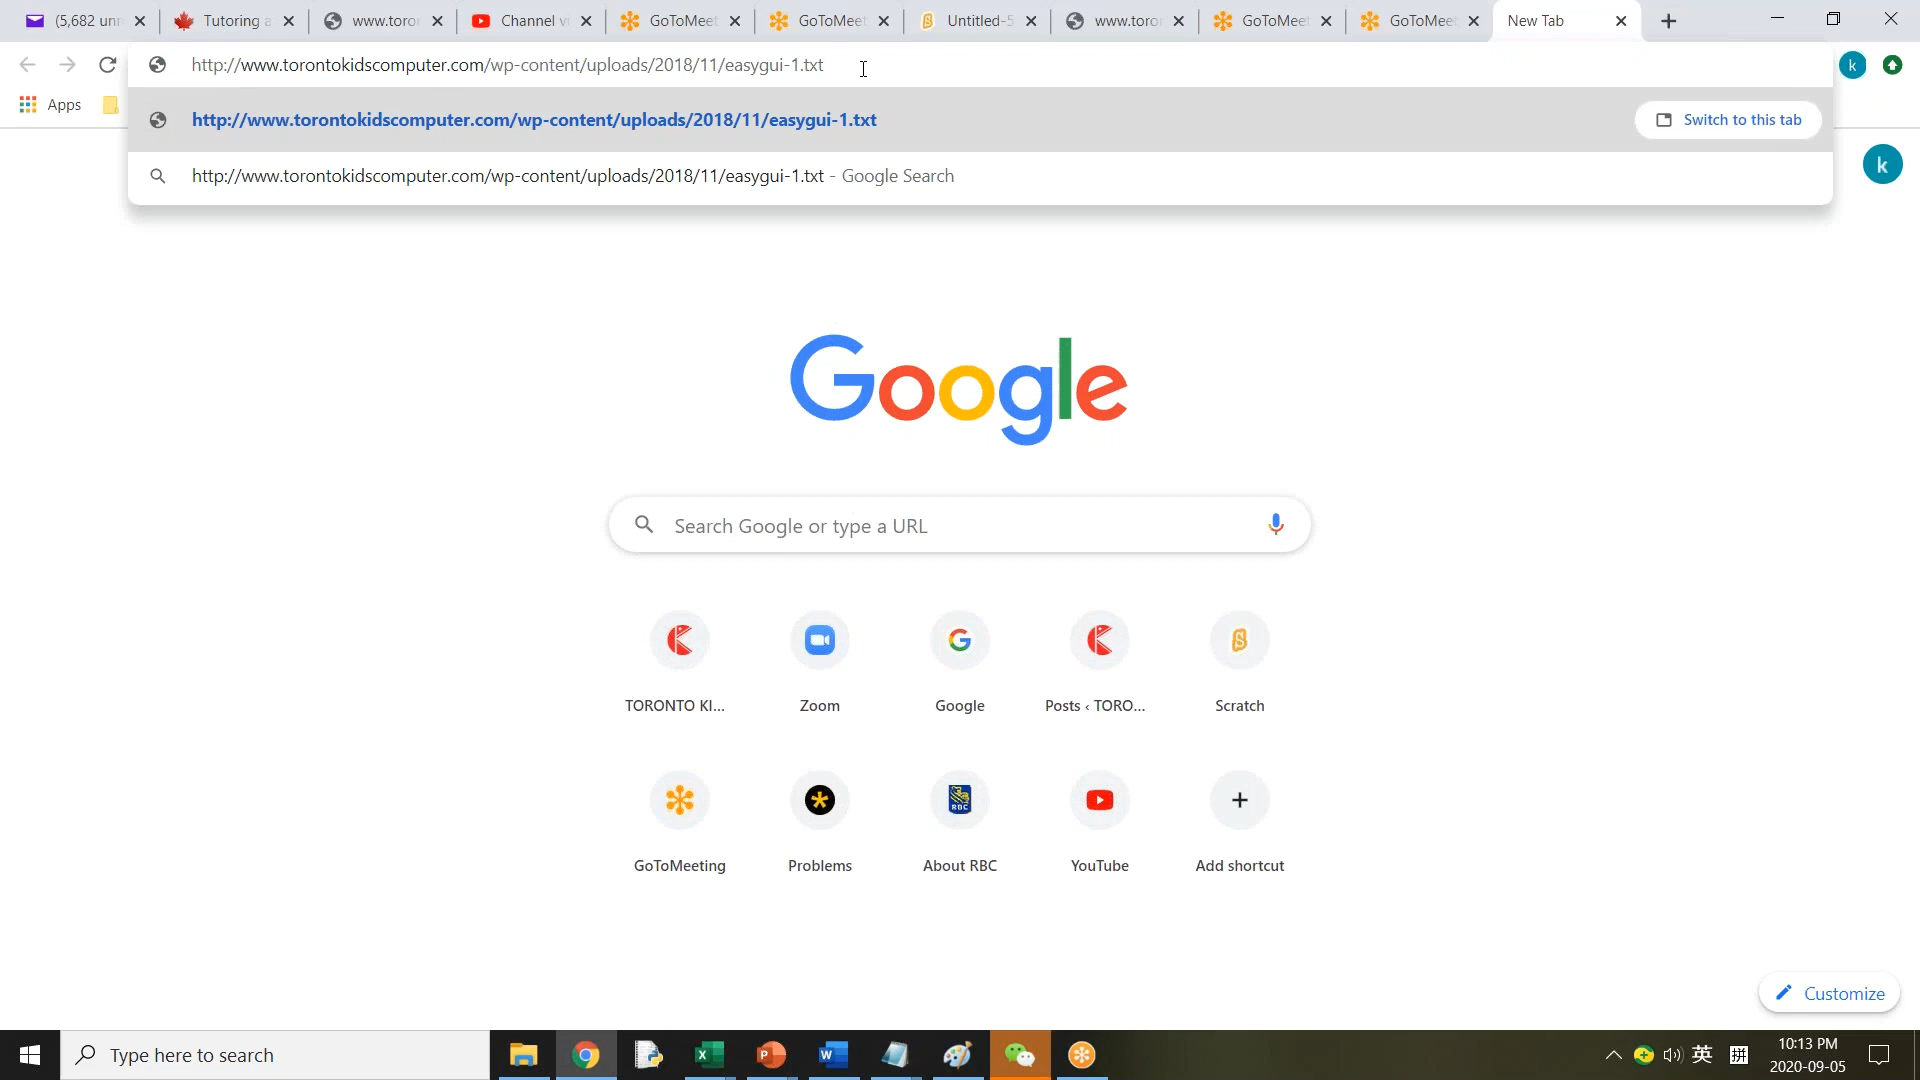 (5,682 unr
Tutoring a
www.toro
Channel vi
GoToMeet
GoToMeet
Untitled-5
www.toro
GoToMeet
GoToMeet
New Tab
http://www.torontokidscomputer.com/wp-content/uploads/2018/11/easygui-1.txt
k
Apps
http://www.torontokidscomputer.com/wp-content/uploads/2018/11/easygui-1.txt
Switch to this tab
http://www.torontokidscomputer.com/wp-content/uploads/2018/11/easygui-1.txt - Google Search
k
Google
Search Google or type a URL
TORONTO KI...
Zoom
Google
Posts ‹ TORO...
Scratch
RBC
GoToMeeting
Problems
About RBC
YouTube
Add shortcut
Customize
Type here to search
英
拼
10:13 PM
2020-09-05